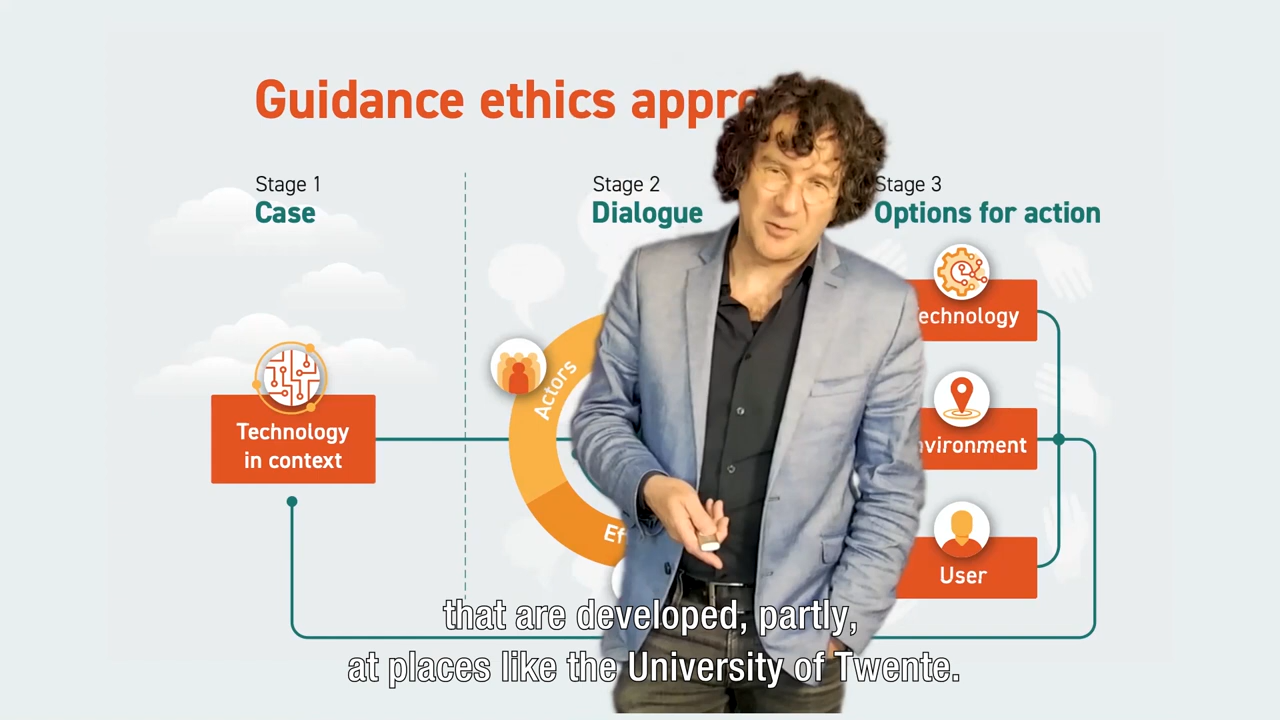 Guidance ethics appr
Stage 1
Case
Stage 2
Dialogue
Stage 3
Options for action
Technology
in context
Actors
Ef
echnology
nvironment
User
that are developed, partly,
at places like the University of Twente.